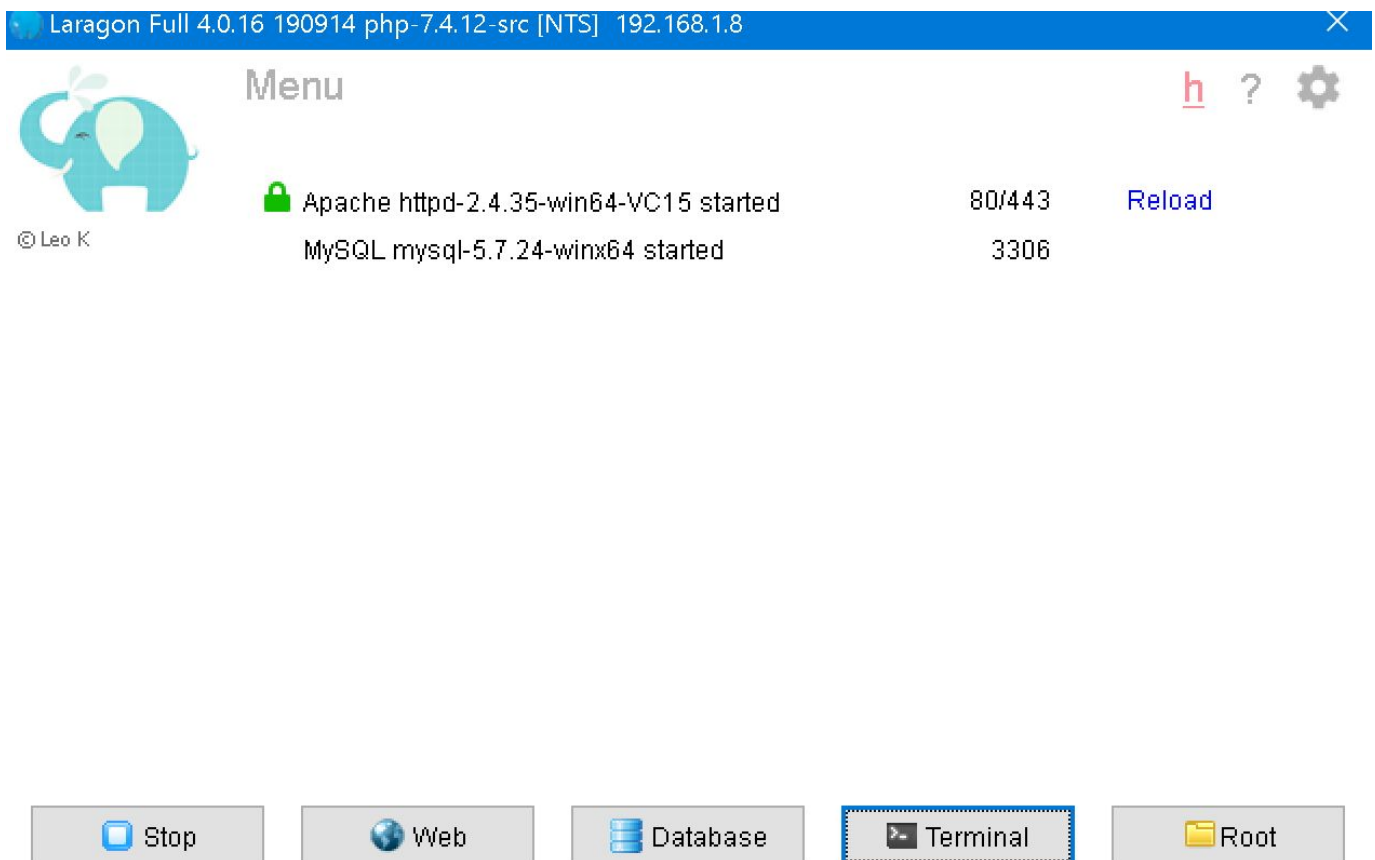 Laragon Full 4.0.16 190914 php-7.4.12-src [NTS] 192.168.1.8
Menu
h ?
Apache httpd-2.4.35-win64-VC15 started 80/443 Reload
© Leo K
MySQL mysql-5.7.24-winx64 started 3306
Stop Web Database Terminal Root